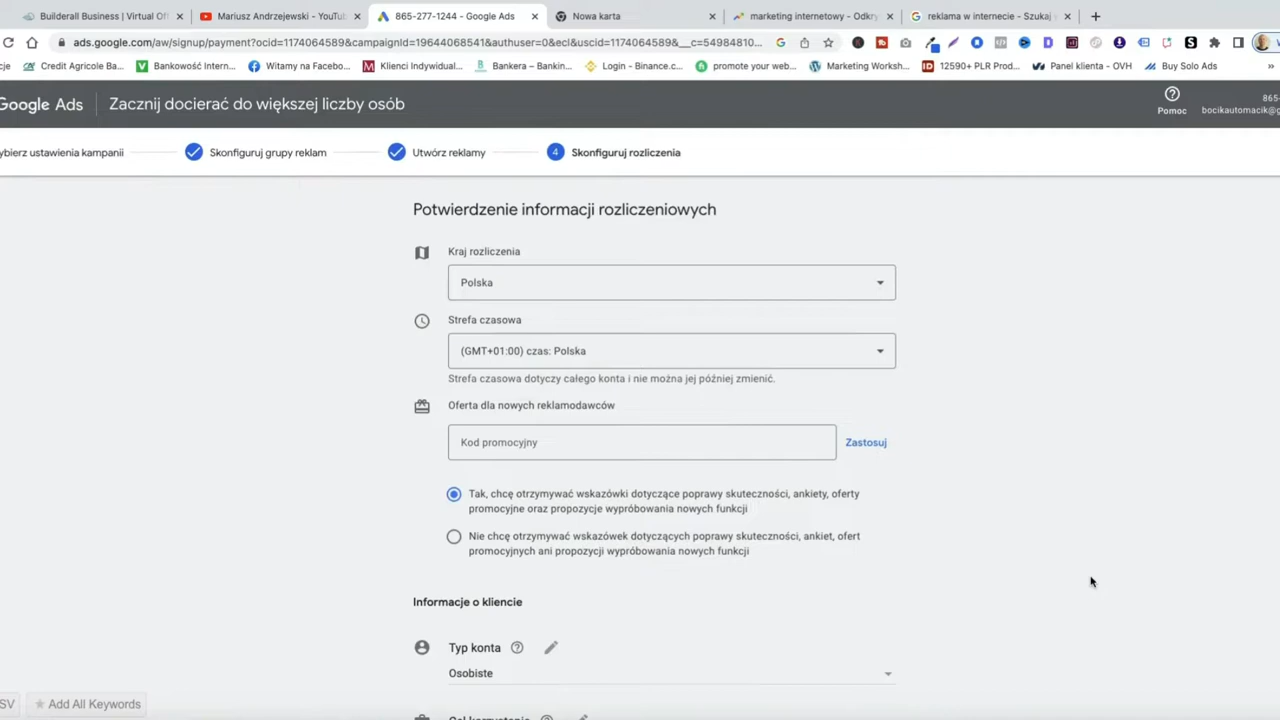 Builderall Business | Virtual Of
Mariusz Andrzejewski - YouTu
865-277-1244 - Google Ads
Nowa karta
marketing internetowy - Odkry
reklama w internecie - Szukaj
ads.google.com/aw/signup/payment?ocid=1174064589&campaignId=19644068541&authuser=0&ecl&uscid=1174064589&__c=54984810...
cje
Credit Agricole Ba...
Bankowość Intern...
Witamy na Facebo...
Klienci Indywidual...
Bankera – Bankin...
Login - Binance.c...
promote your web...
Marketing Worksh...
12590+ PLR Prod...
Panel klienta - OVH
Buy Solo Ads
»
Google Ads
Zacznij docierać do większej liczby osób
Pomoc
865-
bocikautomacik@g
ybierz ustawienia kampanii
Skonfiguruj grupy reklam
Utwórz reklamy
4 Skonfiguruj rozliczenia
Potwierdzenie informacji rozliczeniowych
Kraj rozliczenia
Polska
Strefa czasowa
(GMT+01:00) czas: Polska
Strefa czasowa dotyczy całego konta i nie można jej później zmienić.
Oferta dla nowych reklamodawców
Kod promocyjny
Zastosuj
Tak, chcę otrzymywać wskazówki dotyczące poprawy skuteczności, ankiety, oferty
promocyjne oraz propozycje wypróbowania nowych funkcji
Nie chcę otrzymywać wskazówek dotyczących poprawy skuteczności, ankiet, ofert
promocyjnych ani propozycji wypróbowania nowych funkcji
Informacje o kliencie
Typ konta
Osobiste
SV
Add All Keywords